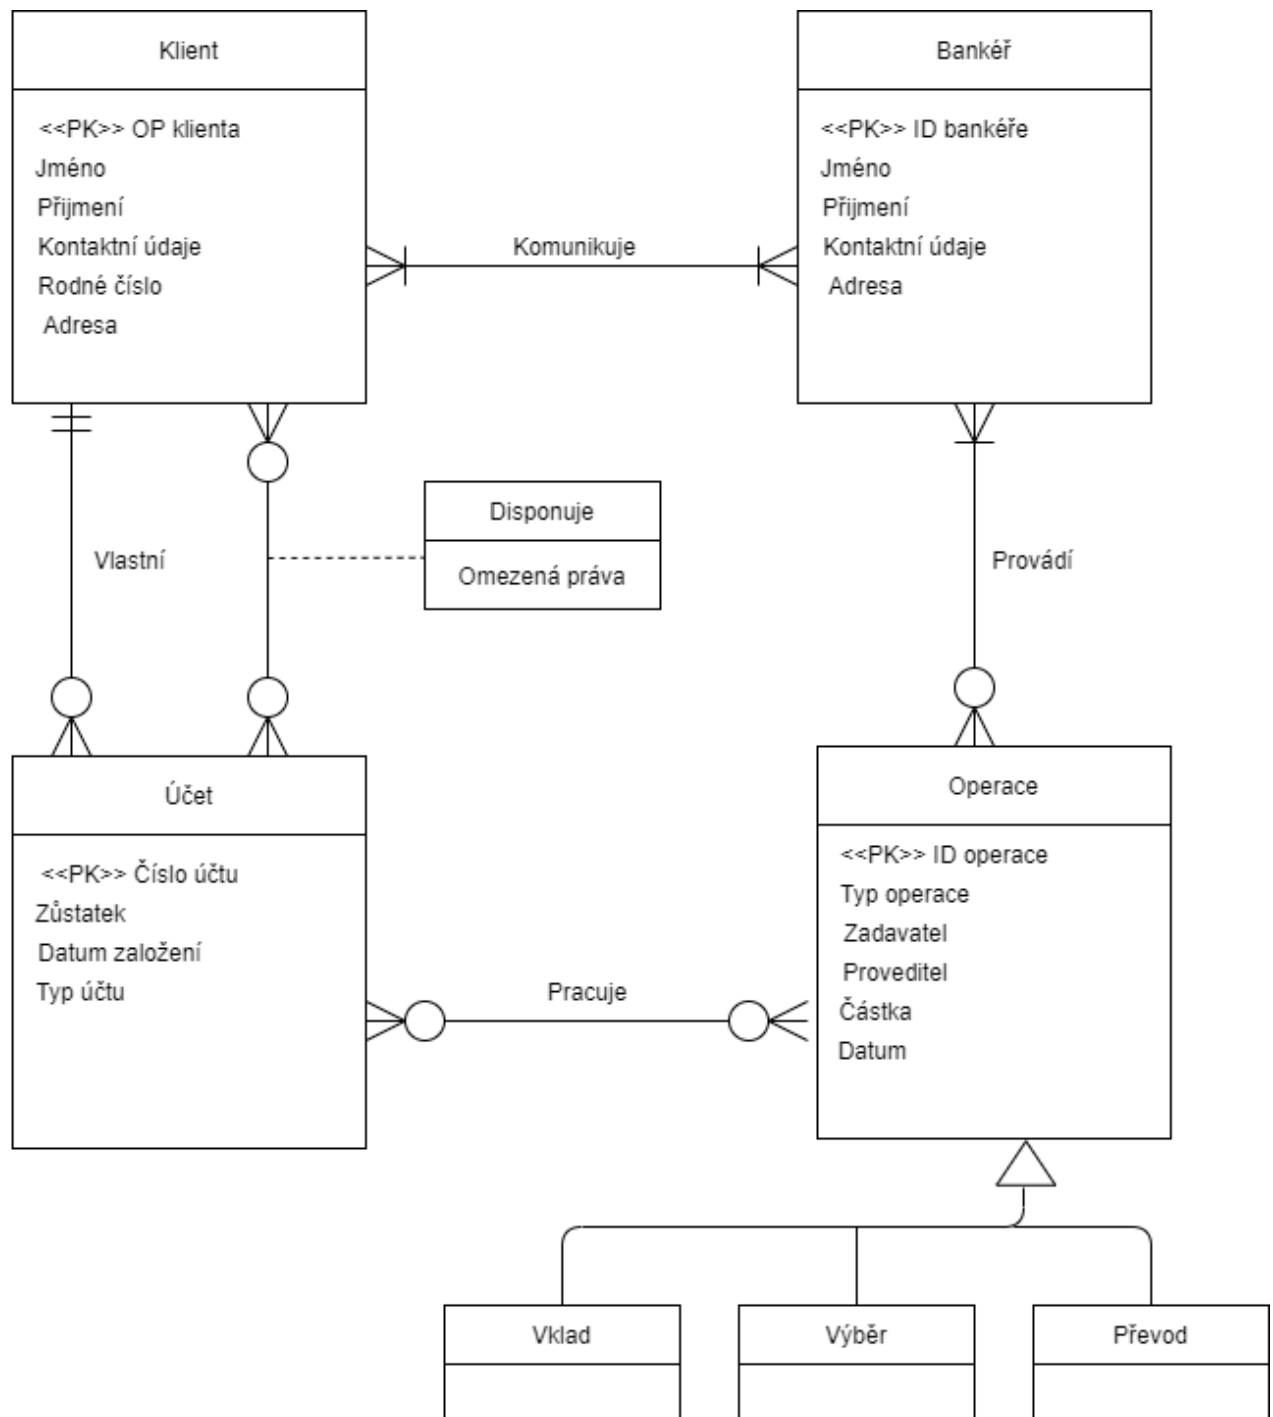 Klient
<<PK>> OP klienta
Jméno
Přijmení
Kontaktní údaje
Rodné číslo
Adresa
Bankéř
<<PK>> ID bankéře
Jméno
Přijmení
Kontaktní údaje
Adresa
Komunikuje
Vlastní
Disponuje
Omezená práva
Provádí
Účet
<<PK>> Číslo účtu
Zůstatek
Datum založení
Typ účtu
Pracuje
Operace
<<PK>> ID operace
Typ operace
Zadavatel
Proveditel
Částka
Datum
Vklad
Výběr
Převod